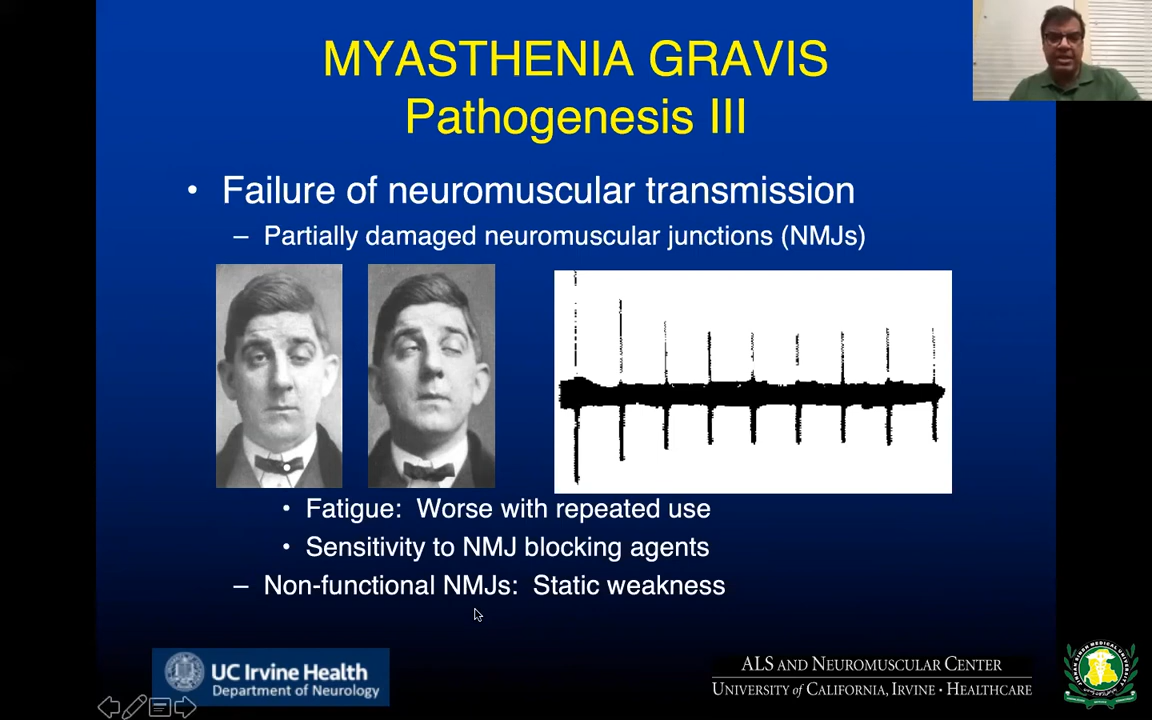 MYASTHENIA GRAVIS
Pathogenesis III
• Failure of neuromuscular transmission
– Partially damaged neuromuscular junctions (NMJs)
• Fatigue: Worse with repeated use
• Sensitivity to NMJ blocking agents
– Non-functional NMJs: Static weakness
UC Irvine Health
Department of Neurology
ALS AND NEUROMUSCULAR CENTER
UNIVERSITY of CALIFORNIA, IRVINE • HEALTHCARE